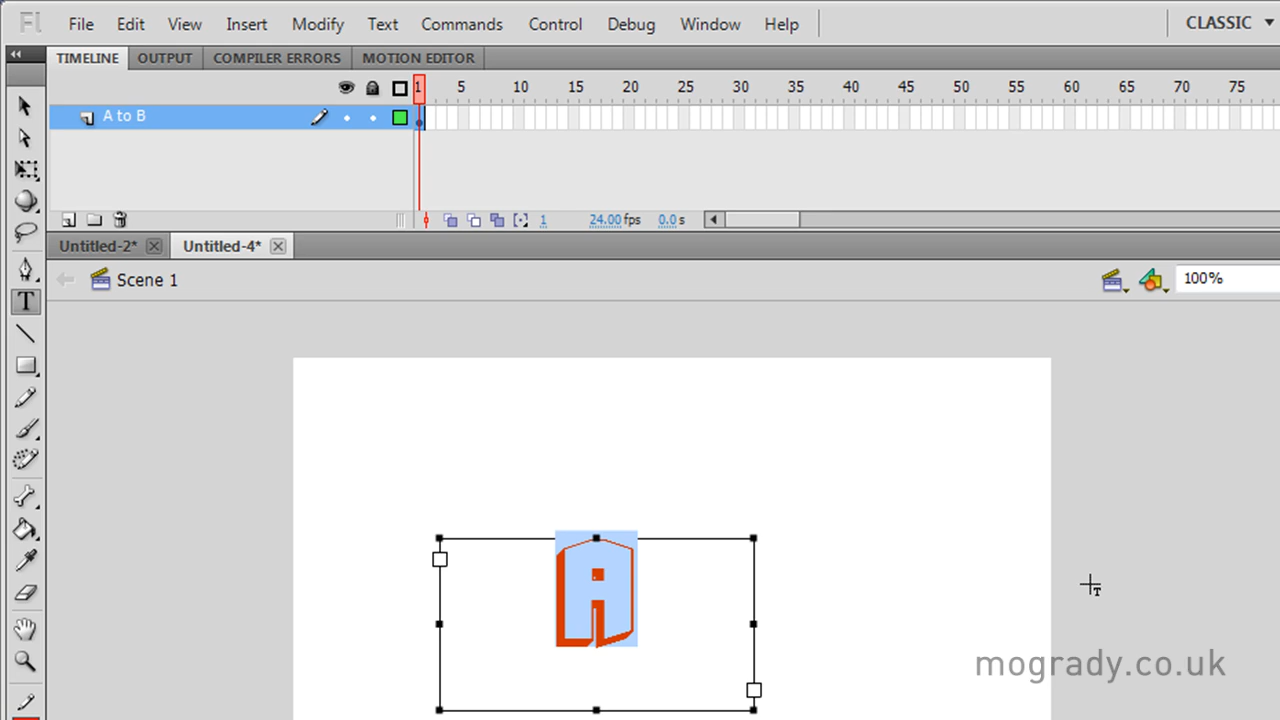 Fl File Edit View Insert Modify Text Commands Control Debug Window Help CLASSIC
TIMELINE OUTPUT COMPILER ERRORS MOTION EDITOR
1 5 10 15 20 25 30 35 40 45 50 55 60 65 70 75
A to B
1 24.00 fps 0.0 s
Untitled-2* Untitled-4*
Scene 1 100%
T
A
mogrady.co.uk